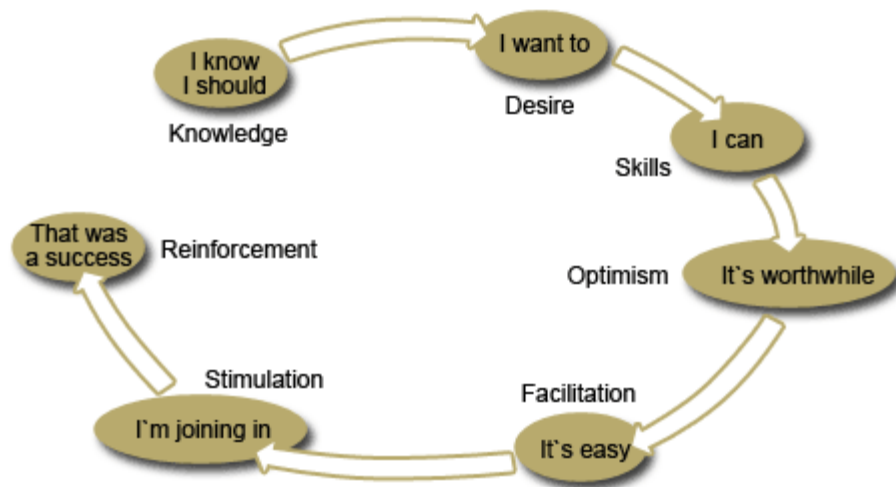 I know
I should
Knowledge
I want to
Desire
I can
Skills
It`s worthwhile
Optimism
It`s easy
Facilitation
I`m joining in
Stimulation
That was
a success
Reinforcement